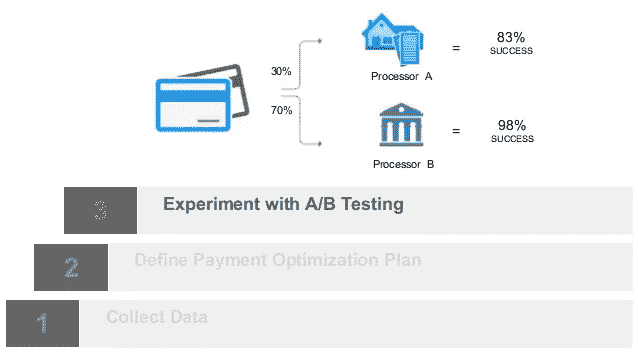 30%
70%
Processor A
=
83%
SUCCESS
Processor B
=
98%
SUCCESS
3
Experiment with A/B Testing
2
Define Payment Optimization Plan
1
Collect Data